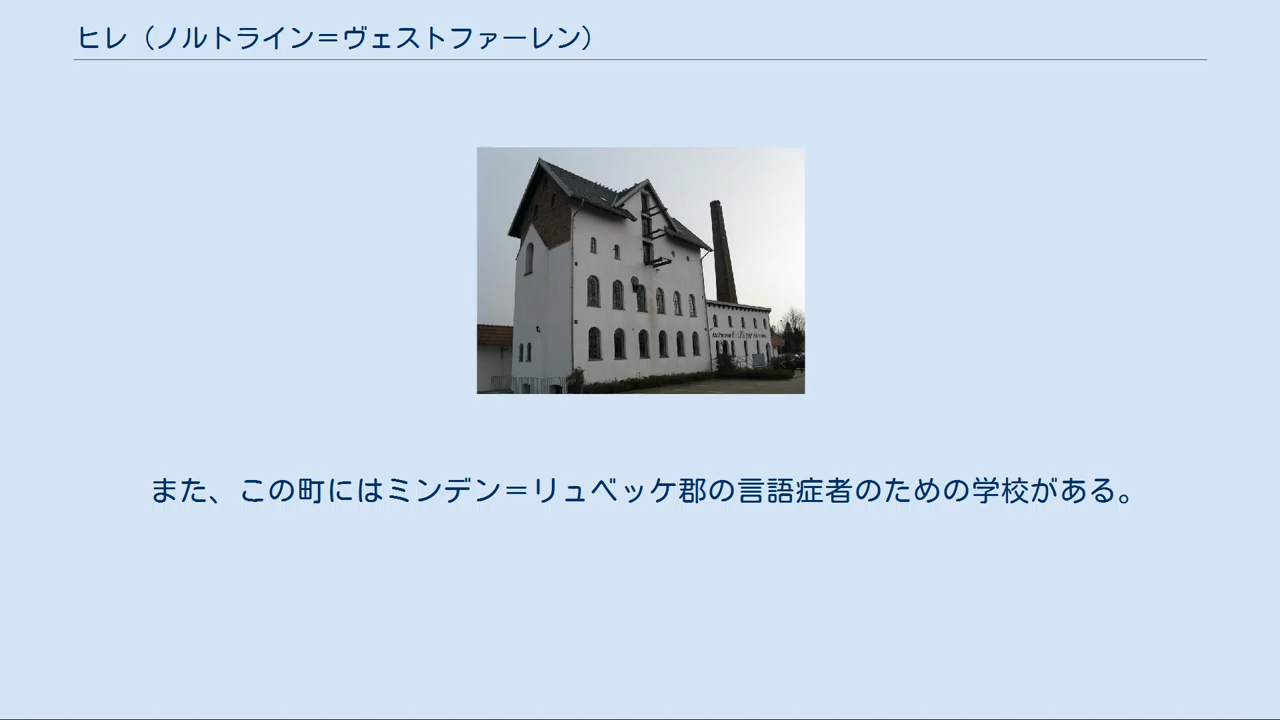 ヒレ（ノルトライン＝ヴェストファーレン）
また、この町にはミンデン＝リュベッケ郡の言語症者のための学校がある。